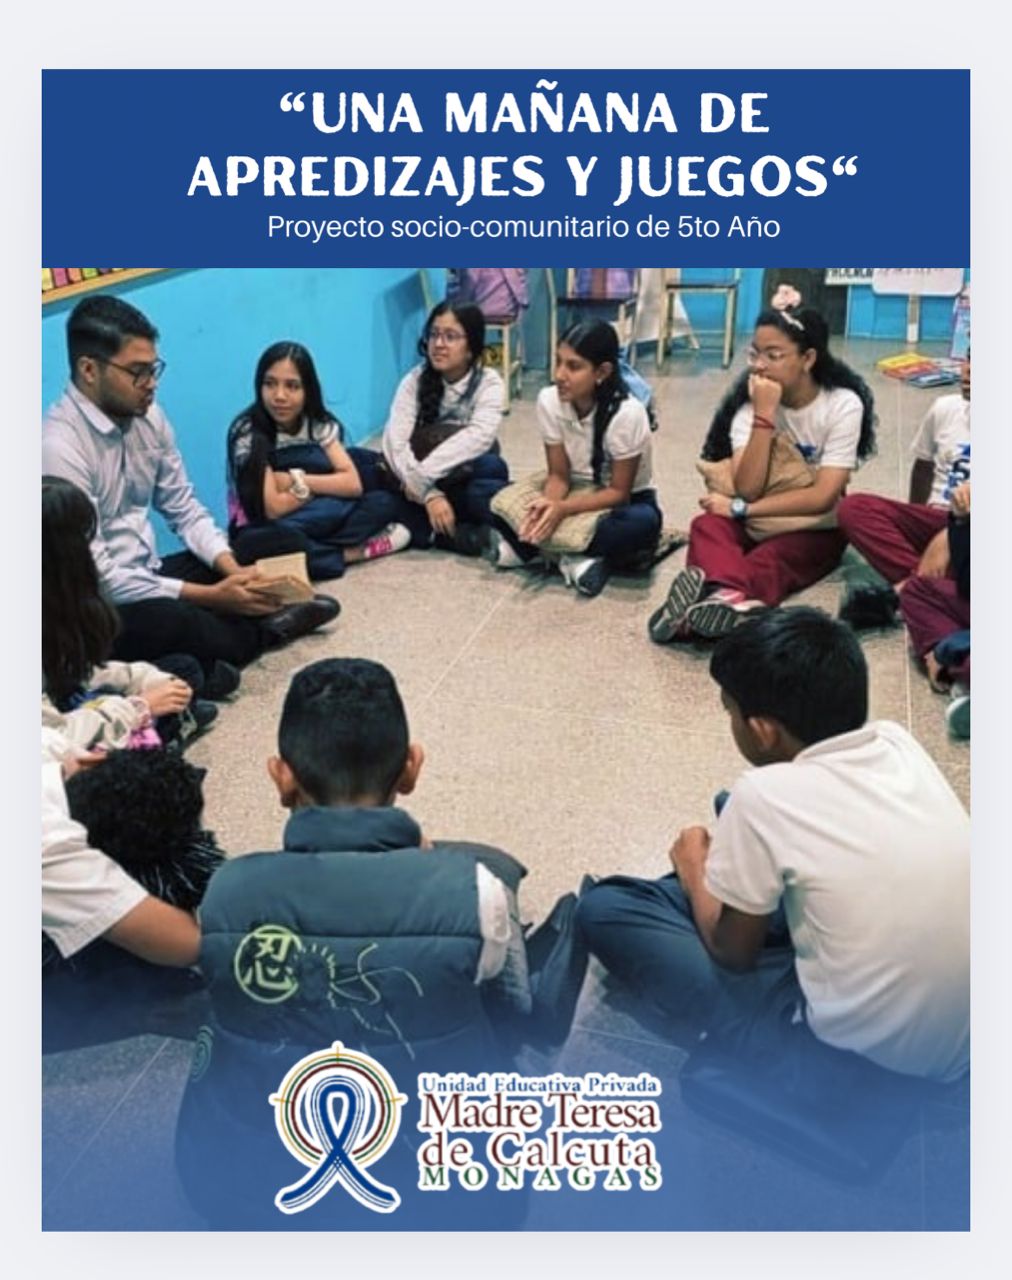 “UNA MAÑANA DE
APREDIZAJES Y JUEGOS“
Proyecto socio-comunitario de 5to Año
忍
Unidad Educativa Privada
Madre Teresa
de Calcuta
MONAGAS